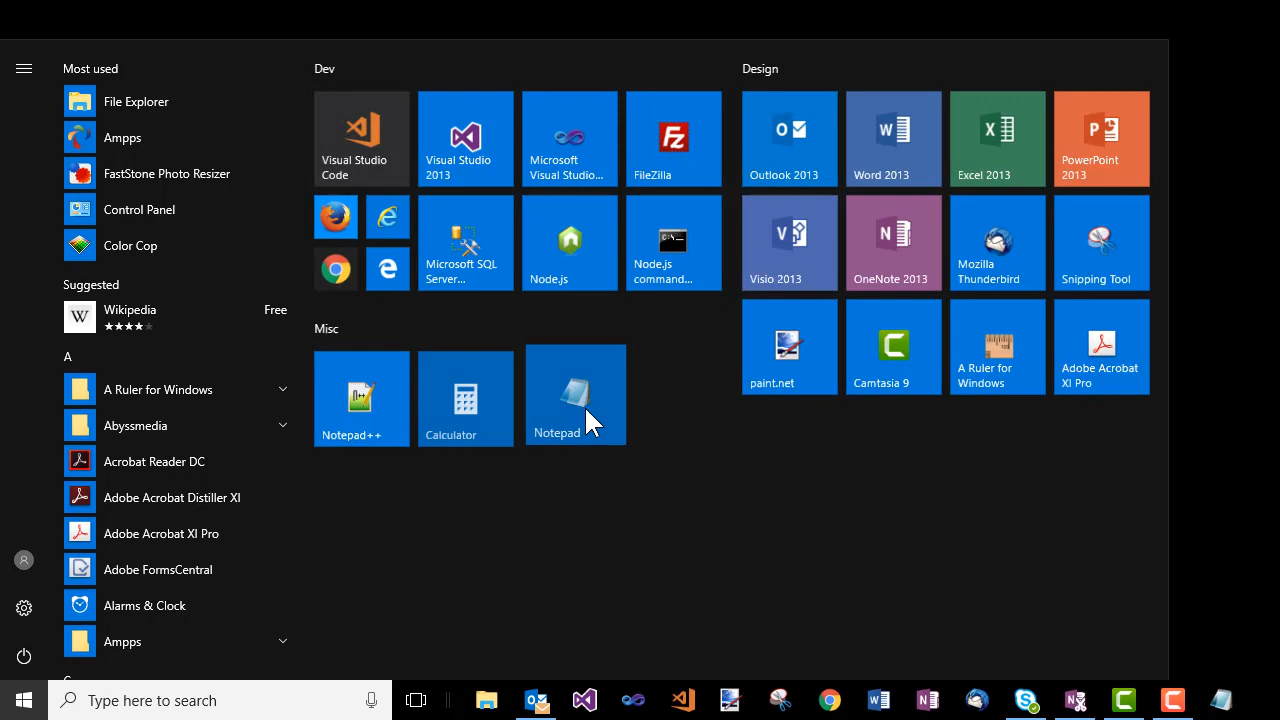 Most used
File Explorer
Ampps
FastStone Photo Resizer
Control Panel
Color Cop
Suggested
Wikipedia
Free
A
A Ruler for Windows
Abyssmedia
Acrobat Reader DC
Adobe Acrobat Distiller XI
Adobe Acrobat XI Pro
Adobe FormsCentral
Alarms & Clock
Ampps
Dev
Visual Studio
Code
Visual Studio
2013
Microsoft
Visual Studio...
FileZilla
Microsoft SQL
Server...
Node.js
Node.js
command...
Misc
Notepad++
Calculator
Notepad
Design
Outlook 2013
Word 2013
Excel 2013
PowerPoint
2013
Visio 2013
OneNote 2013
Mozilla
Thunderbird
Snipping Tool
paint.net
Camtasia 9
A Ruler for
Windows
Adobe Acrobat
XI Pro
Type here to search